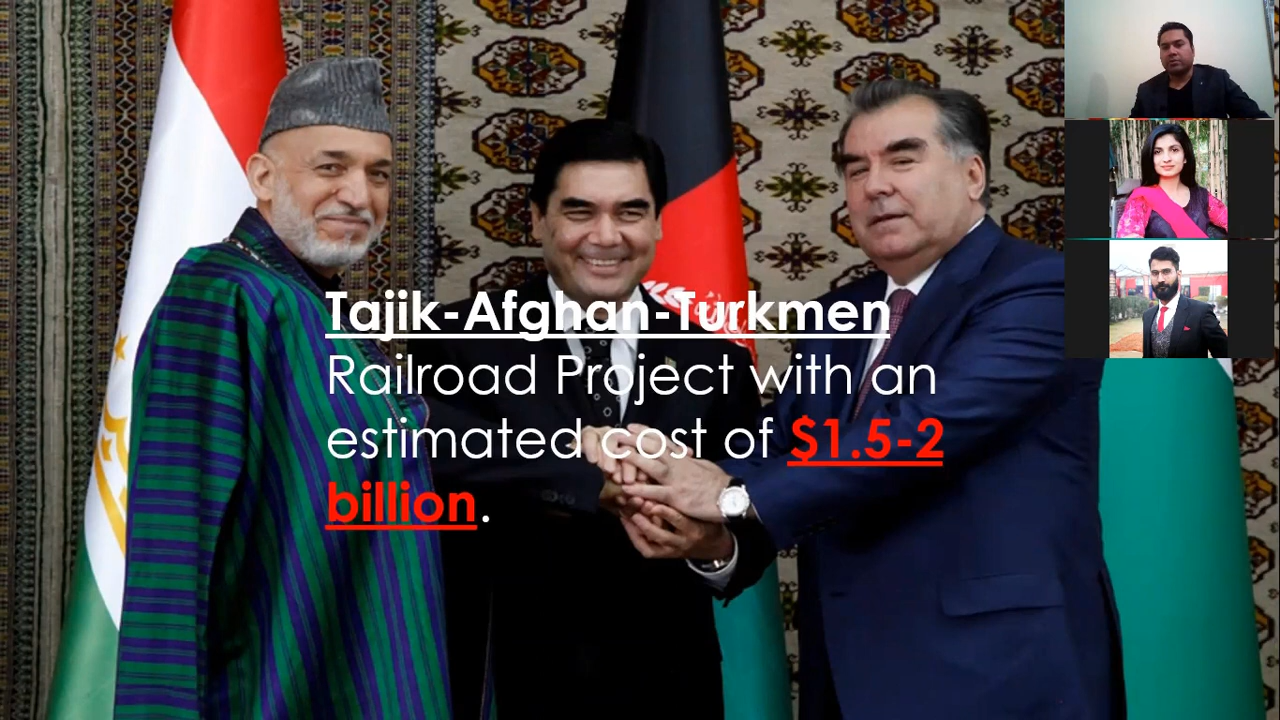 Tajik-Afghan-Turkmen
Railroad Project with an
estimated cost of $1.5-2
billion.